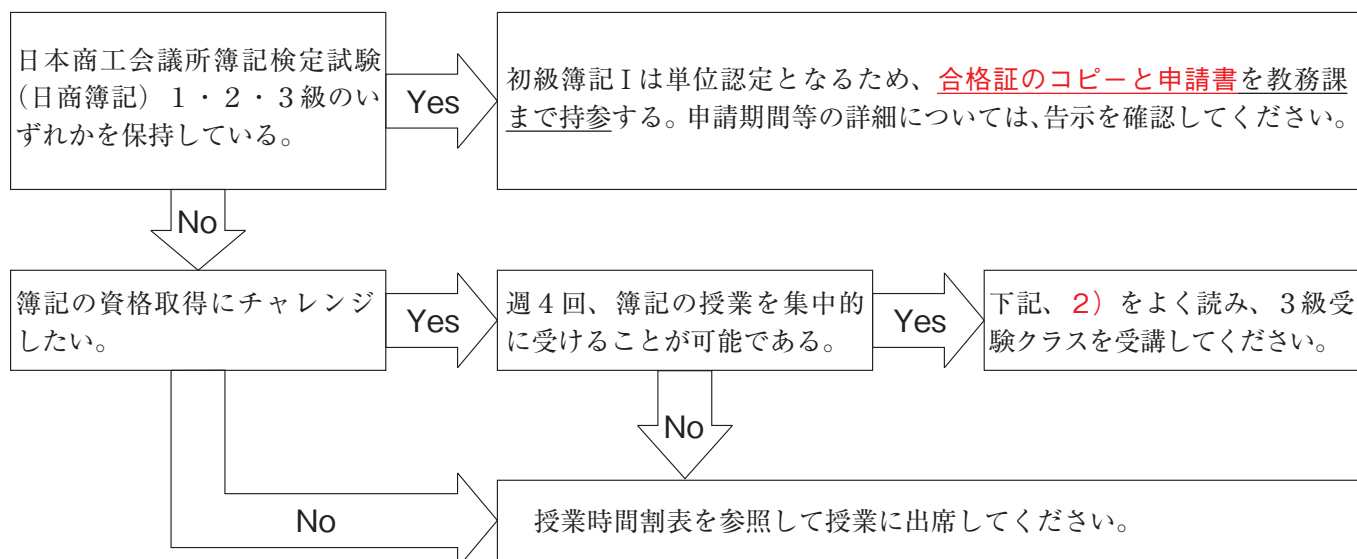 日本商工会議所簿記検定試験
（日商簿記）１・２・３級のい
ずれかを保持している。
Yes
初級簿記Ⅰは単位認定となるため、合格証のコピーと申請書を教務課
まで持参する。申請期間等の詳細については、告示を確認してください。
No
簿記の資格取得にチャレンジ
したい。
Yes
週４回、簿記の授業を集中的
に受けることが可能である。
Yes
下記、２）をよく読み、３級受
験クラスを受講してください。
No
No
授業時間割表を参照して授業に出席してください。